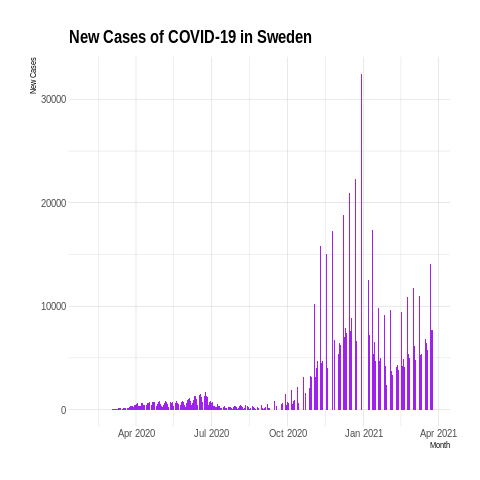 New Cases of COVID-19 in Sweden
New Cases
30000
20000
10000
0
Apr 2020 Jul 2020 Oct 2020 Jan 2021 Apr 2021
Month